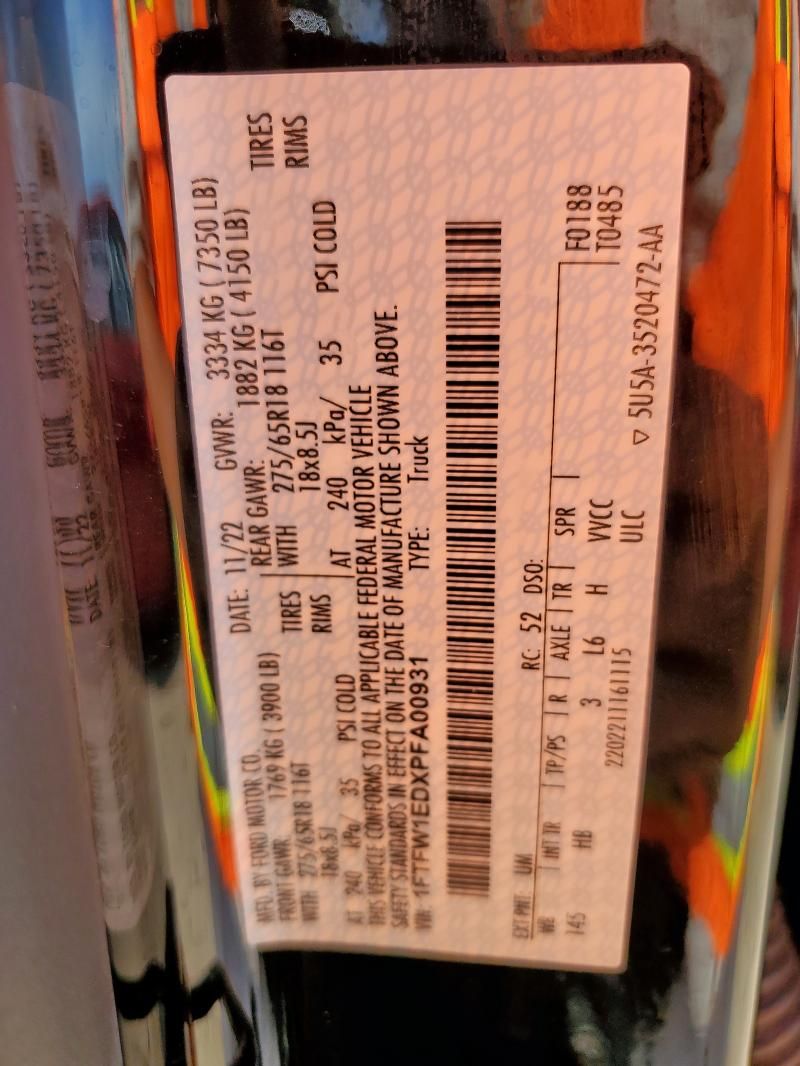 MFD. BY FORD MOTOR CO.
DATE: 11/22 GVWR: 3334 KG ( 7350 LB)
FRONT GAWR: 1769 KG ( 3900 LB) REAR GAWR: 1882 KG ( 4150 LB)
WITH 275/65R18 116T TIRES WITH 275/65R18 116T TIRES
18x8.5J RIMS 18x8.5J RIMS
AT 240 kPa/ 35 PSI COLD AT 240 kPa/ 35 PSI COLD
THIS VEHICLE CONFORMS TO ALL APPLICABLE FEDERAL MOTOR VEHICLE
SAFETY STANDARDS IN EFFECT ON THE DATE OF MANUFACTURE SHOWN ABOVE.
VIN: 1FTFW1EDXPFA00931 TYPE: Truck
EXT PNT: UM RC: 52 DSO:
WB INT TR TP/PS R AXLE TR SPR F0188
145 HB 3 L6 H VVCC T0485
2202211161115 ULC
▽ 5U5A-3520472-AA